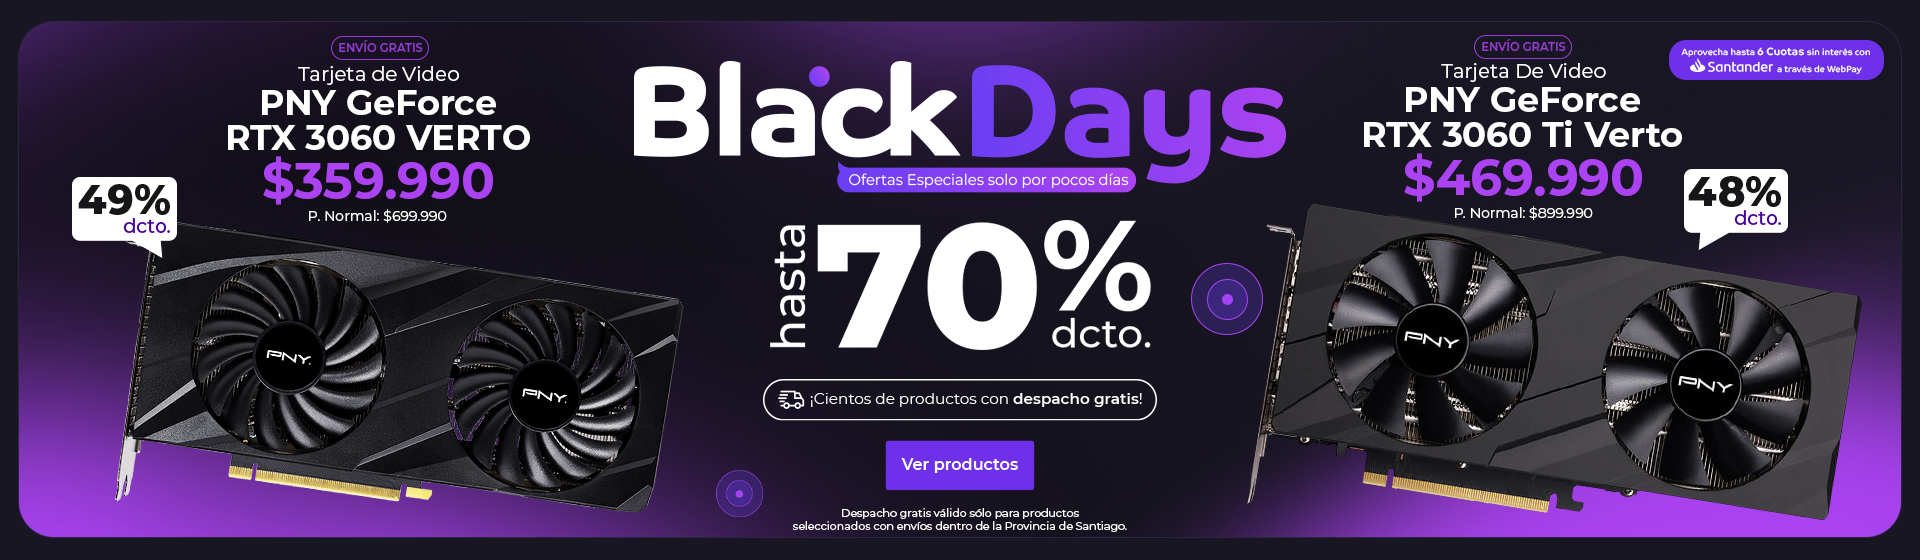 ENVÍO GRATIS
Tarjeta de Video
PNY GeForce
RTX 3060 VERTO
$359.990
P. Normal: $699.990
49%
dcto.
PNY.
PNY.
BlackDays
Ofertas Especiales solo por pocos días
hasta
70%
dcto.
¡Cientos de productos con despacho gratis!
Ver productos
Despacho gratis válido sólo para productos
seleccionados con envíos dentro de la Provincia de Santiago.
ENVÍO GRATIS
Tarjeta De Video
PNY GeForce
RTX 3060 Ti Verto
$469.990
P. Normal: $899.990
48%
dcto.
PNY
PNY
Aprovecha hasta 6 Cuotas sin interés con
Santander a través de WebPay